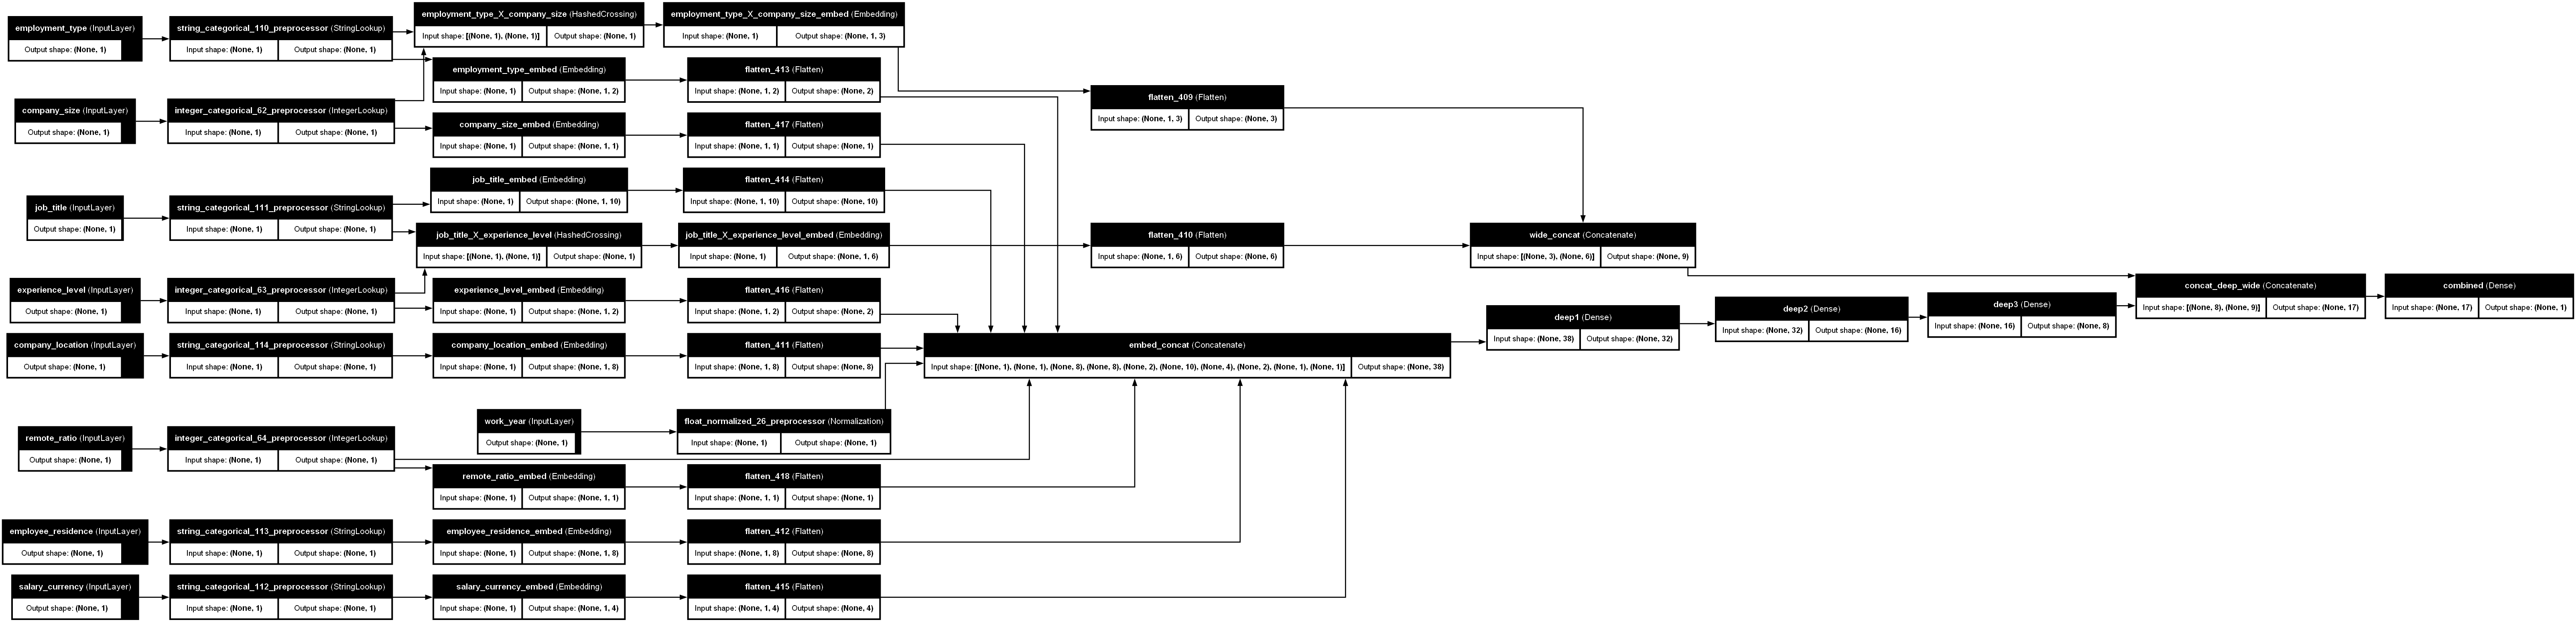 employment_type (InputLayer)
Output shape: (None, 1)
string_categorical_110_preprocessor (StringLookup)
Input shape: (None, 1) Output shape: (None, 1)
employment_type_X_company_size (HashedCrossing)
Input shape: [(None, 1), (None, 1)] Output shape: (None, 1)
employment_type_X_company_size_embed (Embedding)
Input shape: (None, 1) Output shape: (None, 1, 3)
employment_type_embed (Embedding)
Input shape: (None, 1) Output shape: (None, 1, 2)
flatten_413 (Flatten)
Input shape: (None, 1, 2) Output shape: (None, 2)
flatten_409 (Flatten)
Input shape: (None, 1, 3) Output shape: (None, 3)
company_size (InputLayer)
Output shape: (None, 1)
integer_categorical_62_preprocessor (IntegerLookup)
Input shape: (None, 1) Output shape: (None, 1)
company_size_embed (Embedding)
Input shape: (None, 1) Output shape: (None, 1, 1)
flatten_417 (Flatten)
Input shape: (None, 1, 1) Output shape: (None, 1)
job_title (InputLayer)
Output shape: (None, 1)
string_categorical_111_preprocessor (StringLookup)
Input shape: (None, 1) Output shape: (None, 1)
job_title_embed (Embedding)
Input shape: (None, 1) Output shape: (None, 1, 10)
flatten_414 (Flatten)
Input shape: (None, 1, 10) Output shape: (None, 10)
job_title_X_experience_level (HashedCrossing)
Input shape: [(None, 1), (None, 1)] Output shape: (None, 1)
job_title_X_experience_level_embed (Embedding)
Input shape: (None, 1) Output shape: (None, 1, 6)
flatten_410 (Flatten)
Input shape: (None, 1, 6) Output shape: (None, 6)
wide_concat (Concatenate)
Input shape: [(None, 3), (None, 6)] Output shape: (None, 9)
experience_level (InputLayer)
Output shape: (None, 1)
integer_categorical_63_preprocessor (IntegerLookup)
Input shape: (None, 1) Output shape: (None, 1)
experience_level_embed (Embedding)
Input shape: (None, 1) Output shape: (None, 1, 2)
flatten_416 (Flatten)
Input shape: (None, 1, 2) Output shape: (None, 2)
company_location (InputLayer)
Output shape: (None, 1)
string_categorical_114_preprocessor (StringLookup)
Input shape: (None, 1) Output shape: (None, 1)
company_location_embed (Embedding)
Input shape: (None, 1) Output shape: (None, 1, 8)
flatten_411 (Flatten)
Input shape: (None, 1, 8) Output shape: (None, 8)
embed_concat (Concatenate)
Input shape: [(None, 1), (None, 1), (None, 8), (None, 8), (None, 2), (None, 10), (None, 4), (None, 2), (None, 1), (None, 1)] Output shape: (None, 38)
deep1 (Dense)
Input shape: (None, 38) Output shape: (None, 32)
deep2 (Dense)
Input shape: (None, 32) Output shape: (None, 16)
deep3 (Dense)
Input shape: (None, 16) Output shape: (None, 8)
concat_deep_wide (Concatenate)
Input shape: [(None, 8), (None, 9)] Output shape: (None, 17)
combined (Dense)
Input shape: (None, 17) Output shape: (None, 1)
work_year (InputLayer)
Output shape: (None, 1)
float_normalized_26_preprocessor (Normalization)
Input shape: (None, 1) Output shape: (None, 1)
remote_ratio (InputLayer)
Output shape: (None, 1)
integer_categorical_64_preprocessor (IntegerLookup)
Input shape: (None, 1) Output shape: (None, 1)
remote_ratio_embed (Embedding)
Input shape: (None, 1) Output shape: (None, 1, 1)
flatten_418 (Flatten)
Input shape: (None, 1, 1) Output shape: (None, 1)
employee_residence (InputLayer)
Output shape: (None, 1)
string_categorical_113_preprocessor (StringLookup)
Input shape: (None, 1) Output shape: (None, 1)
employee_residence_embed (Embedding)
Input shape: (None, 1) Output shape: (None, 1, 8)
flatten_412 (Flatten)
Input shape: (None, 1, 8) Output shape: (None, 8)
salary_currency (InputLayer)
Output shape: (None, 1)
string_categorical_112_preprocessor (StringLookup)
Input shape: (None, 1) Output shape: (None, 1)
salary_currency_embed (Embedding)
Input shape: (None, 1) Output shape: (None, 1, 4)
flatten_415 (Flatten)
Input shape: (None, 1, 4) Output shape: (None, 4)